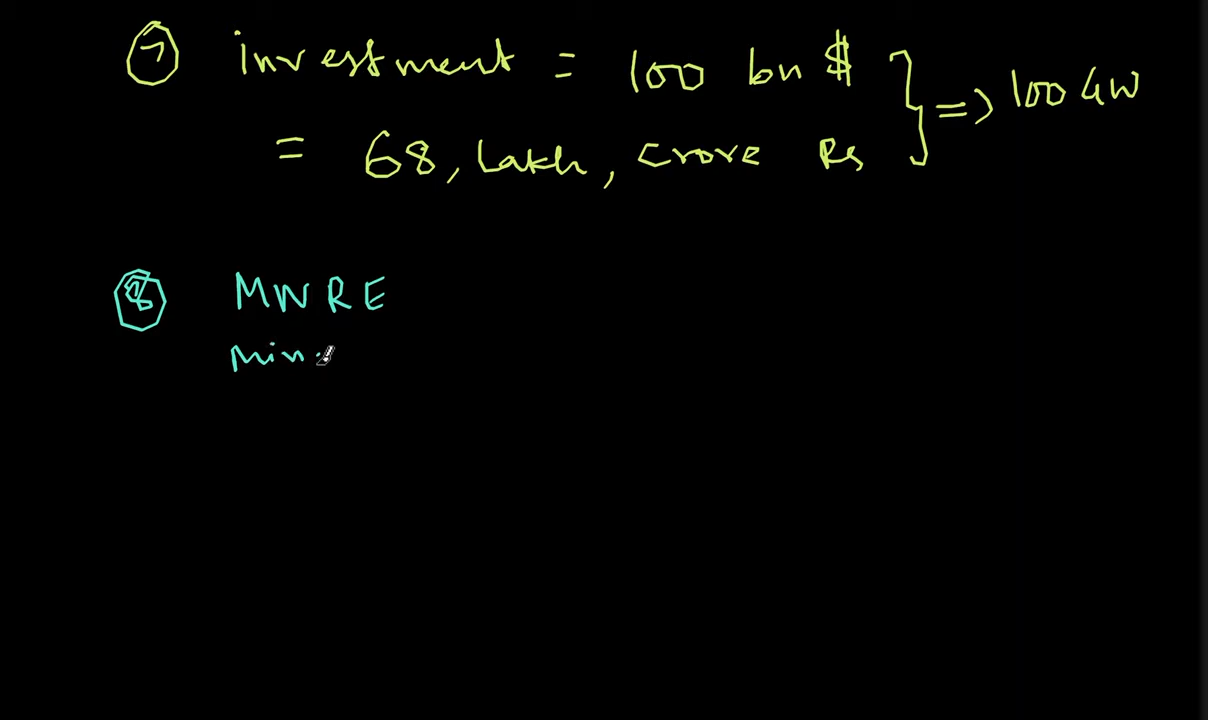 7 investment = 100 bn $
= 68, Lakh, crore Rs } => 100 GW
8 MNRE
min.